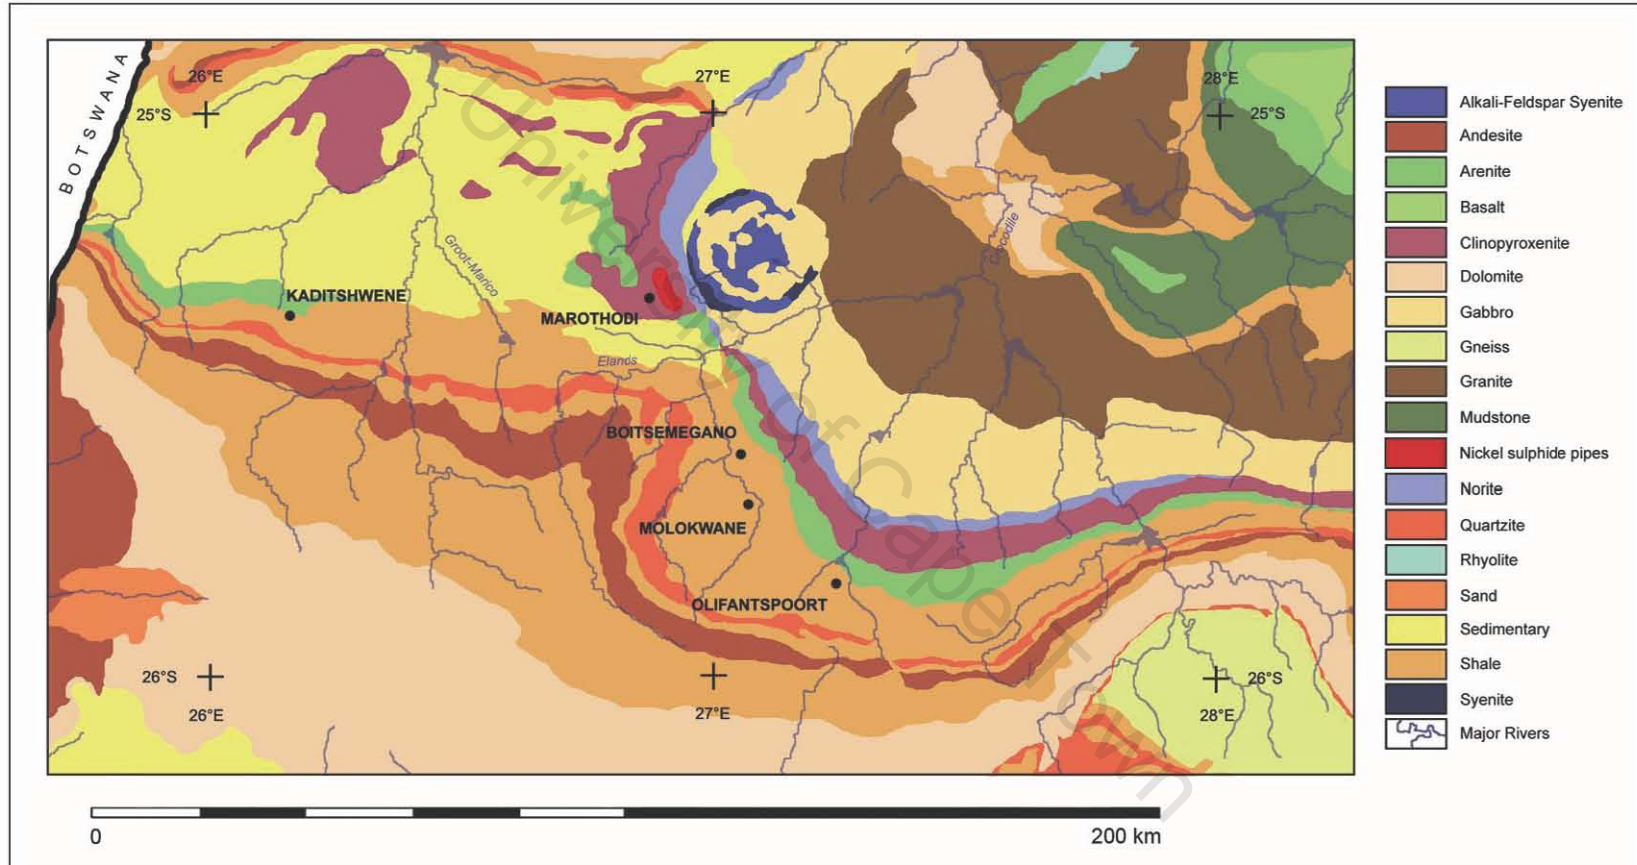 26°E
27°E
28°E
25°S
25°S
BOTSWANA
Groot-Marico
Crocodile
KADITSHWENE
MAROTHODI
Elands
BOITSEMEGANO
MOLOKWANE
OLIFANTSPOORT
26°S
26°S
26°E
27°E
28°E
University of Cape Town
Alkali-Feldspar Syenite
Andesite
Arenite
Basalt
Clinopyroxenite
Dolomite
Gabbro
Gneiss
Granite
Mudstone
Nickel sulphide pipes
Norite
Quartzite
Rhyolite
Sand
Sedimentary
Shale
Syenite
Major Rivers
0
200 km